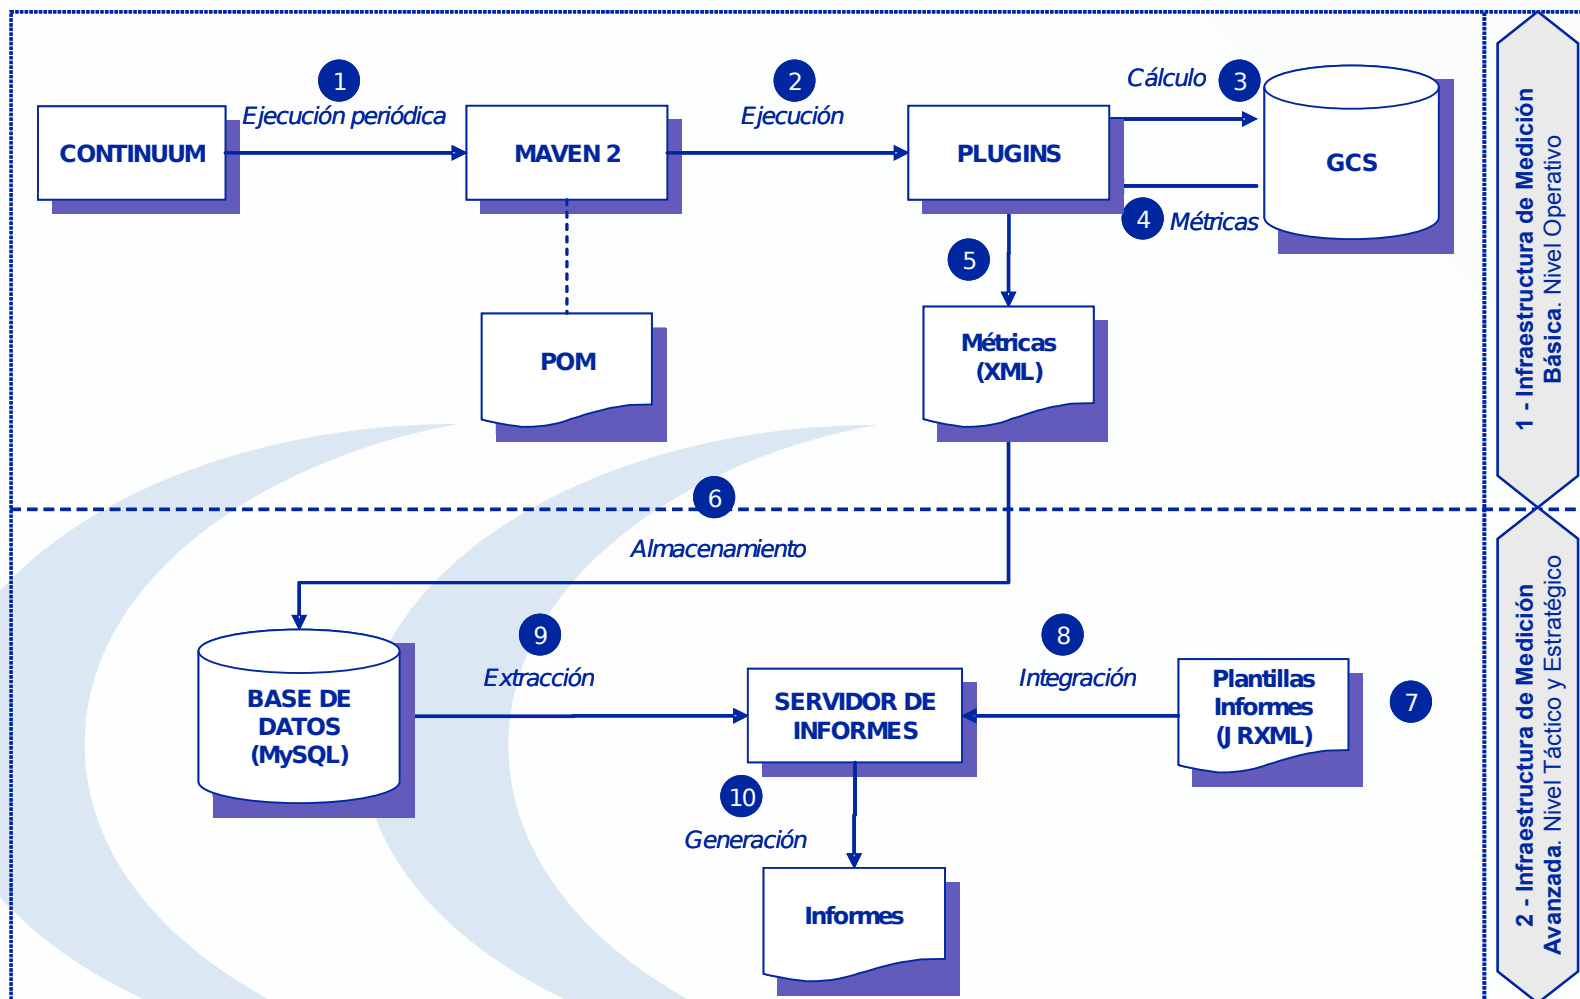 1
Ejecución periódica
2
Ejecución
Cálculo
3
CONTINUUM
MAVEN 2
PLUGINS
GCS
4
Métricas
5
POM
Métricas
(XML)
1 - Infraestructura de Medición
Básica. Nivel Operativo
6
Almacenamiento
9
Extracción
8
Integración
7
BASE DE
DATOS
(MySQL)
SERVIDOR DE
INFORMES
Plantillas
Informes
(JRXML)
10
Generación
Informes
2 - Infraestructura de Medición
Avanzada. Nivel Táctico y Estratégico